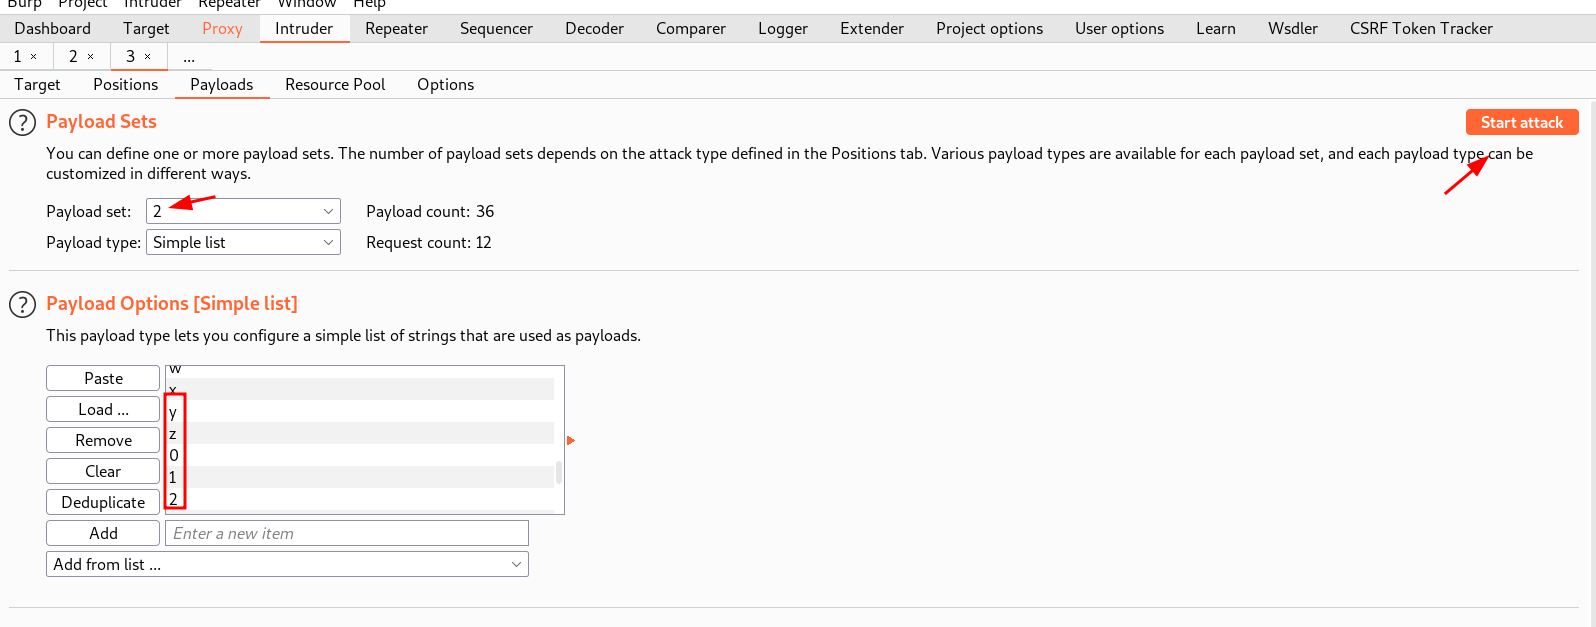 Burp Project Intruder Repeater Window Help
Dashboard Target Proxy Intruder Repeater Sequencer Decoder Comparer Logger Extender Project options User options Learn Wsdler CSRF Token Tracker
1 × 2 × 3 × ...
Target Positions Payloads Resource Pool Options
? Payload Sets Start attack
You can define one or more payload sets. The number of payload sets depends on the attack type defined in the Positions tab. Various payload types are available for each payload set, and each payload type can be
customized in different ways.
Payload set: 2 Payload count: 36
Payload type: Simple list Request count: 12
? Payload Options [Simple list]
This payload type lets you configure a simple list of strings that are used as payloads.
Paste
Load ...
Remove
Clear
Deduplicate
w
x
y
z
0
1
2
Add Enter a new item
Add from list ...